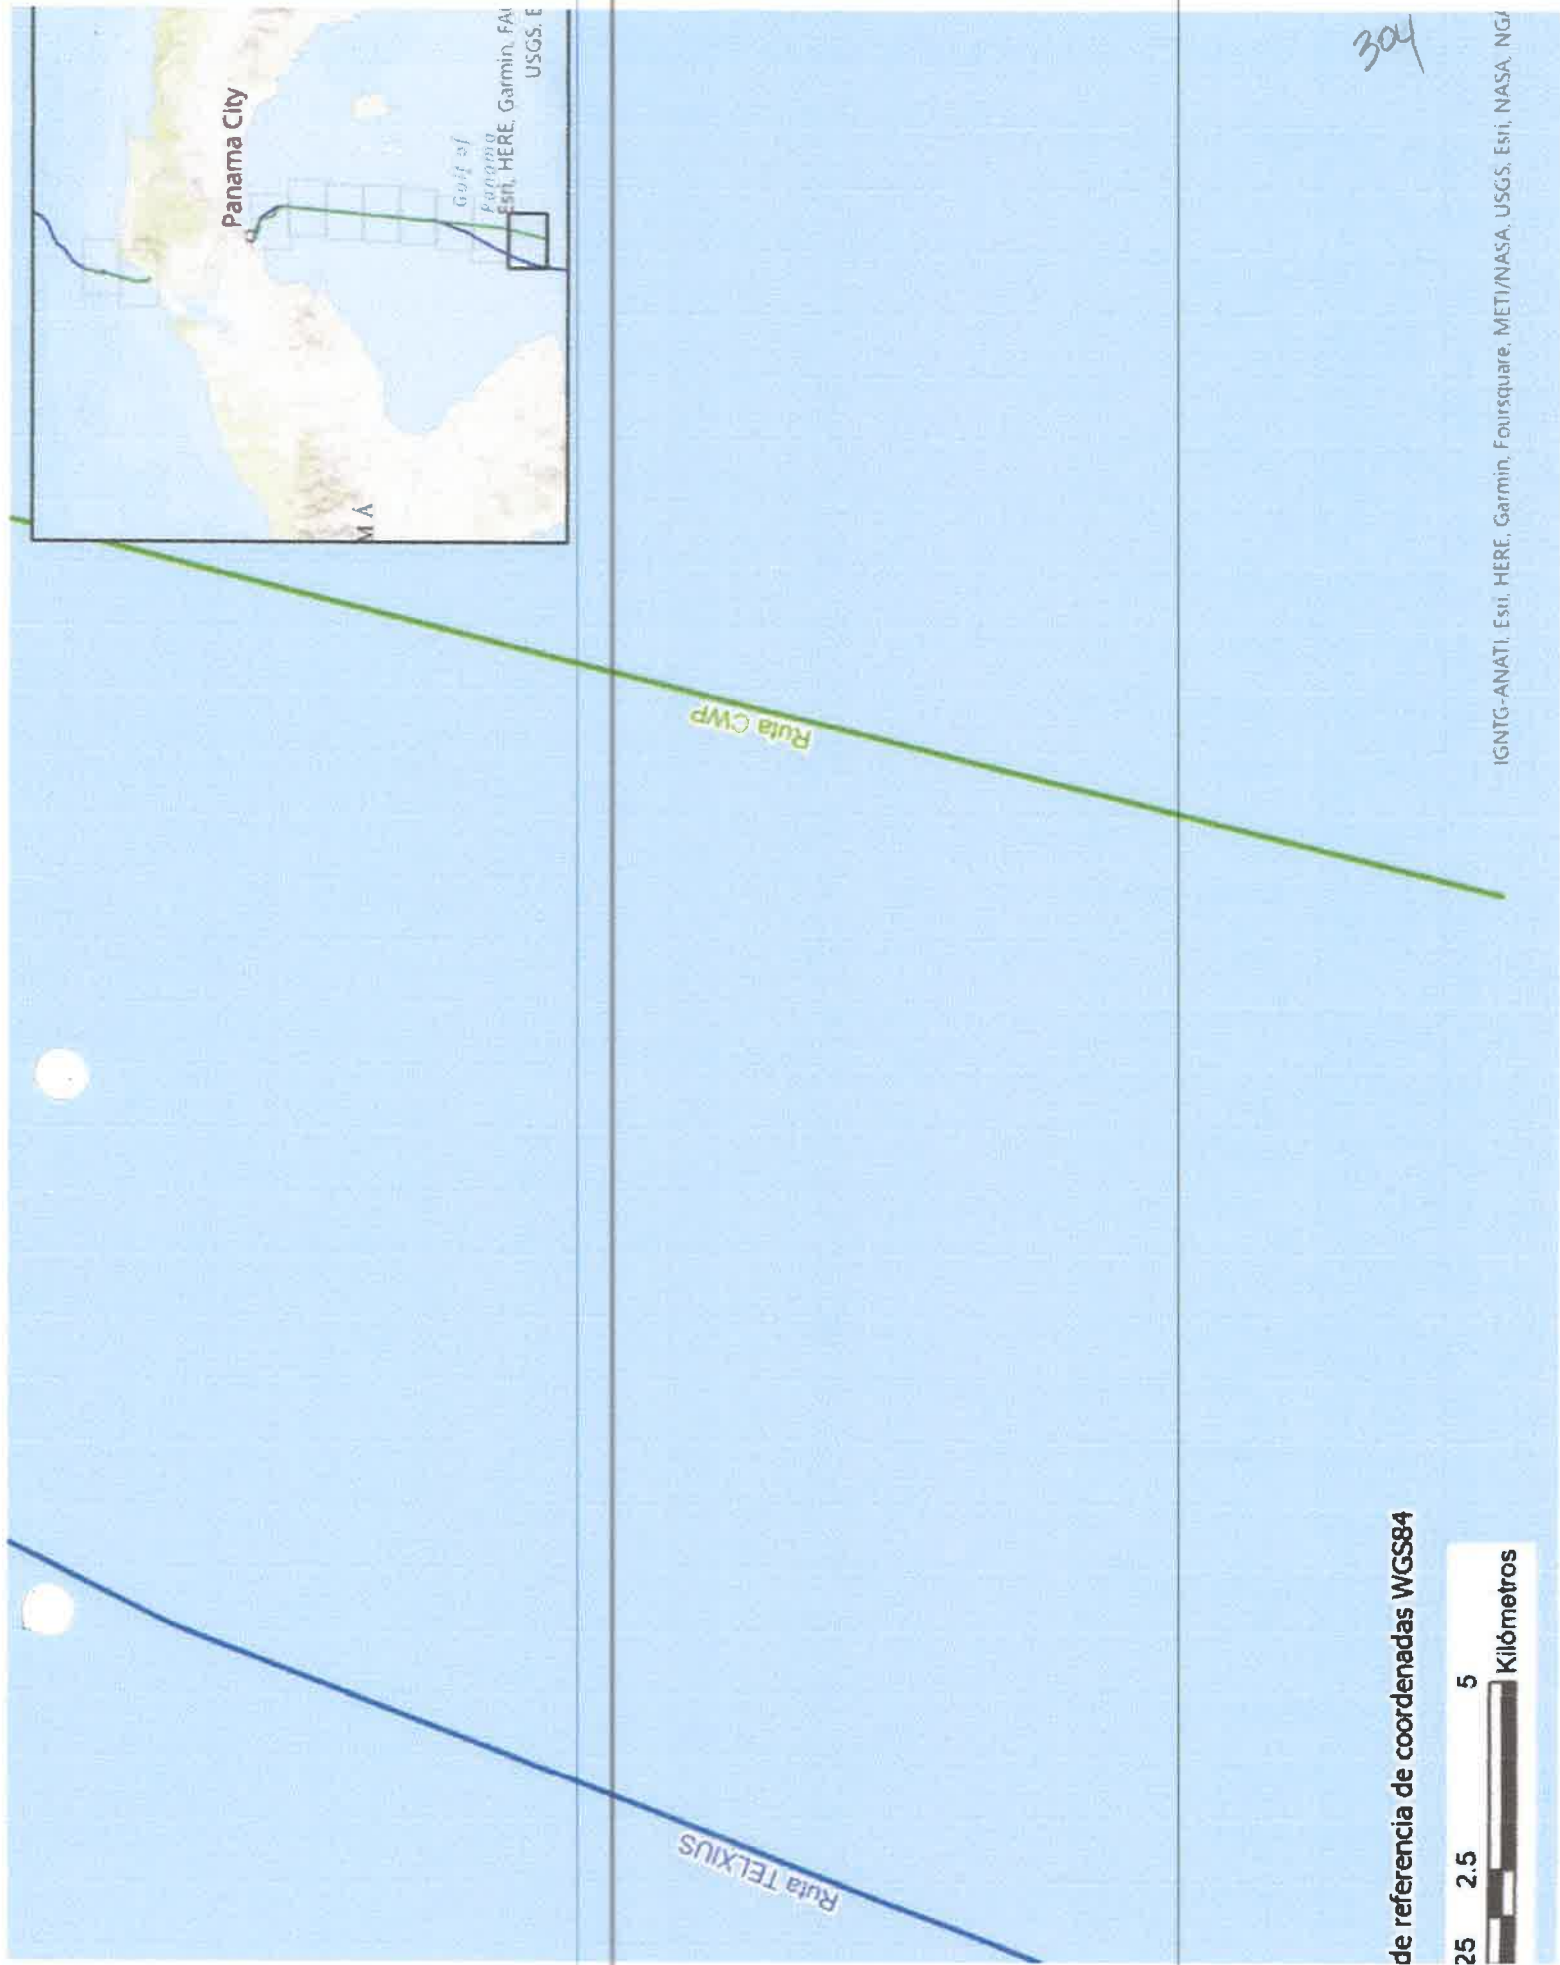 304
Panama City
Gulf of
Panama
Esri, HERE, Garmin, FA
USGS, E
M Á
Ruta CWP
Ruta TELXIUS
de referencia de coordenadas WGS84
25 2.5 5
Kilómetros
IGNTG-ANATI, Esri, HERE, Garmin, Foursquare, METI/NASA, USGS, Esri, NASA, NGA